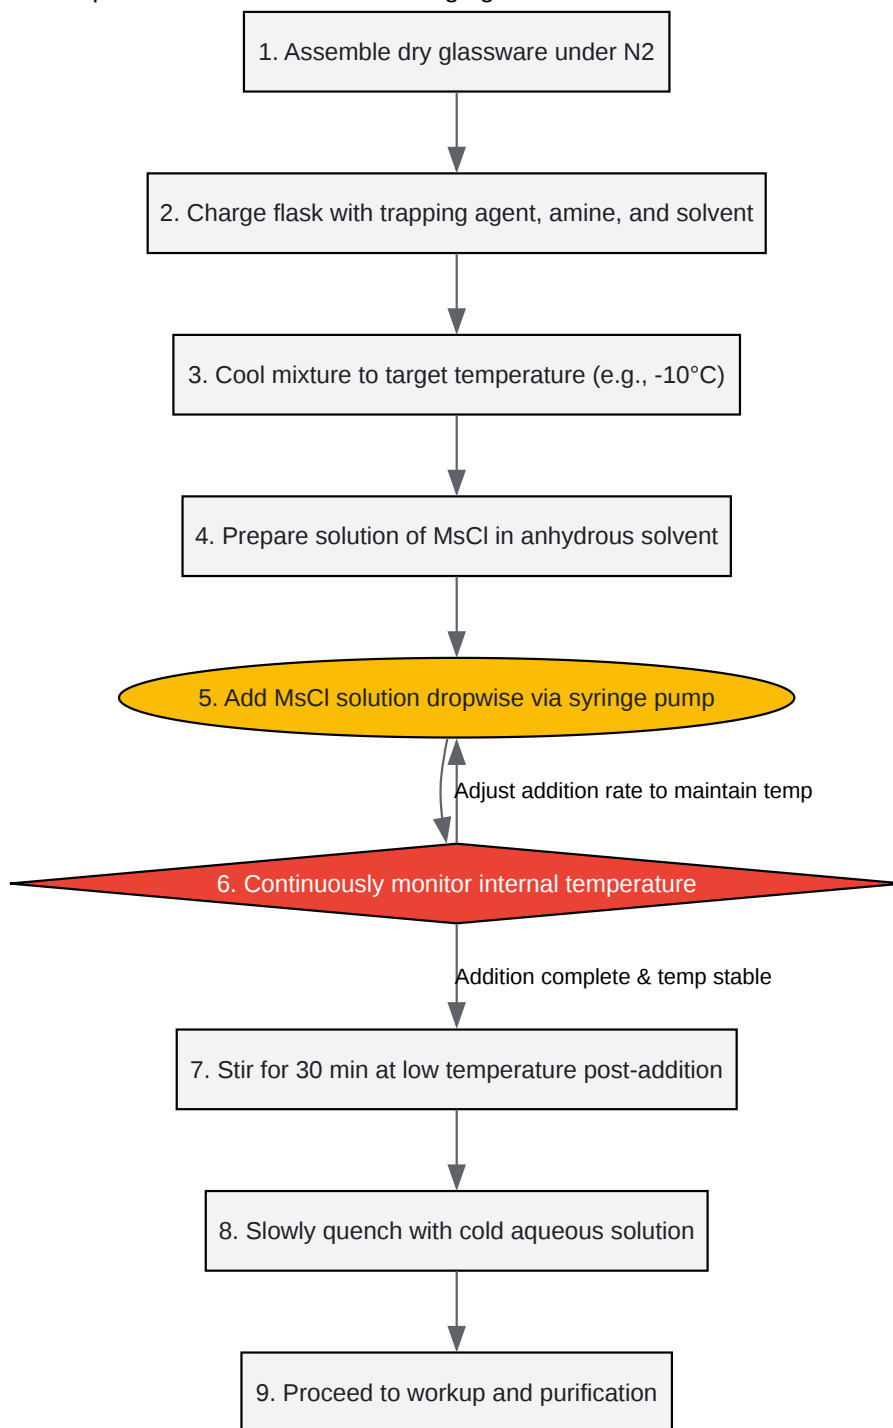 1. Assemble dry glassware under N2
2. Charge flask with trapping agent, amine, and solvent
3. Cool mixture to target temperature (e.g., -10°C)
4. Prepare solution of MsCl in anhydrous solvent
5. Add MsCl solution dropwise via syringe pump
Adjust addition rate to maintain temp
6. Continuously monitor internal temperature
Addition complete & temp stable
7. Stir for 30 min at low temperature post-addition
8. Slowly quench with cold aqueous solution
9. Proceed to workup and purification